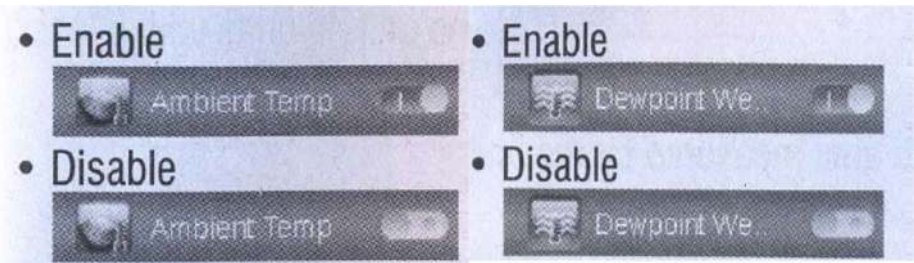 • Enable
Ambient Temp
• Disable
Ambient Temp
• Enable
Dewpoint We..
• Disable
Dewpoint We..